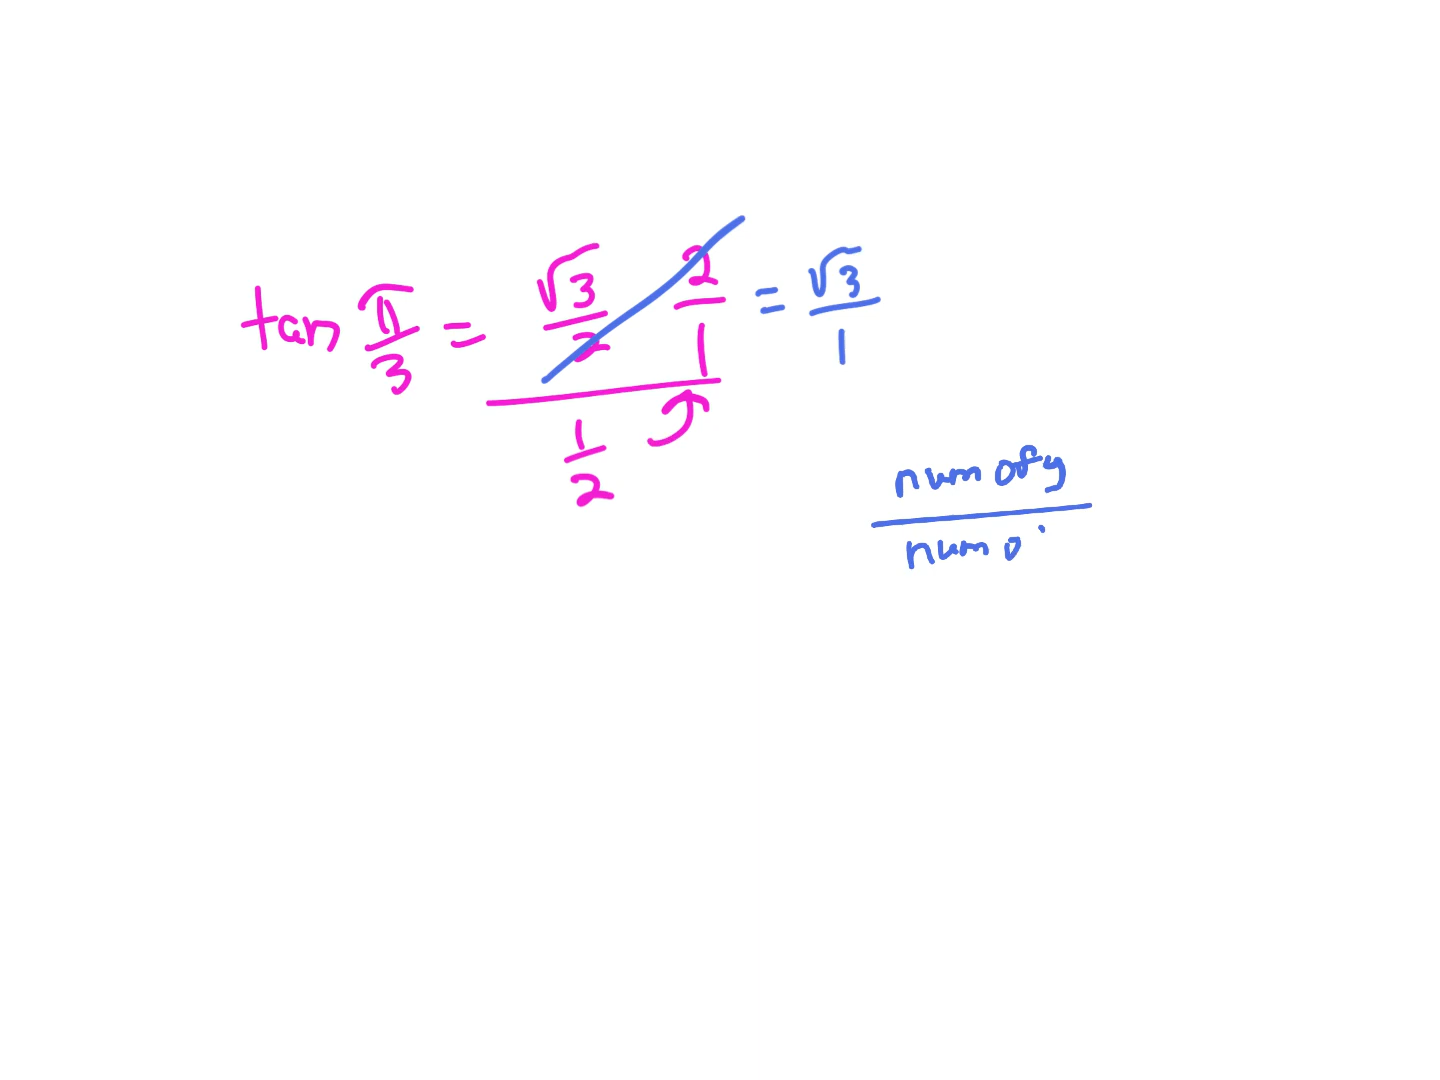 tan π/3 = (√3/2 · 2/1)/(1/2) = √3/1
num of y
num o